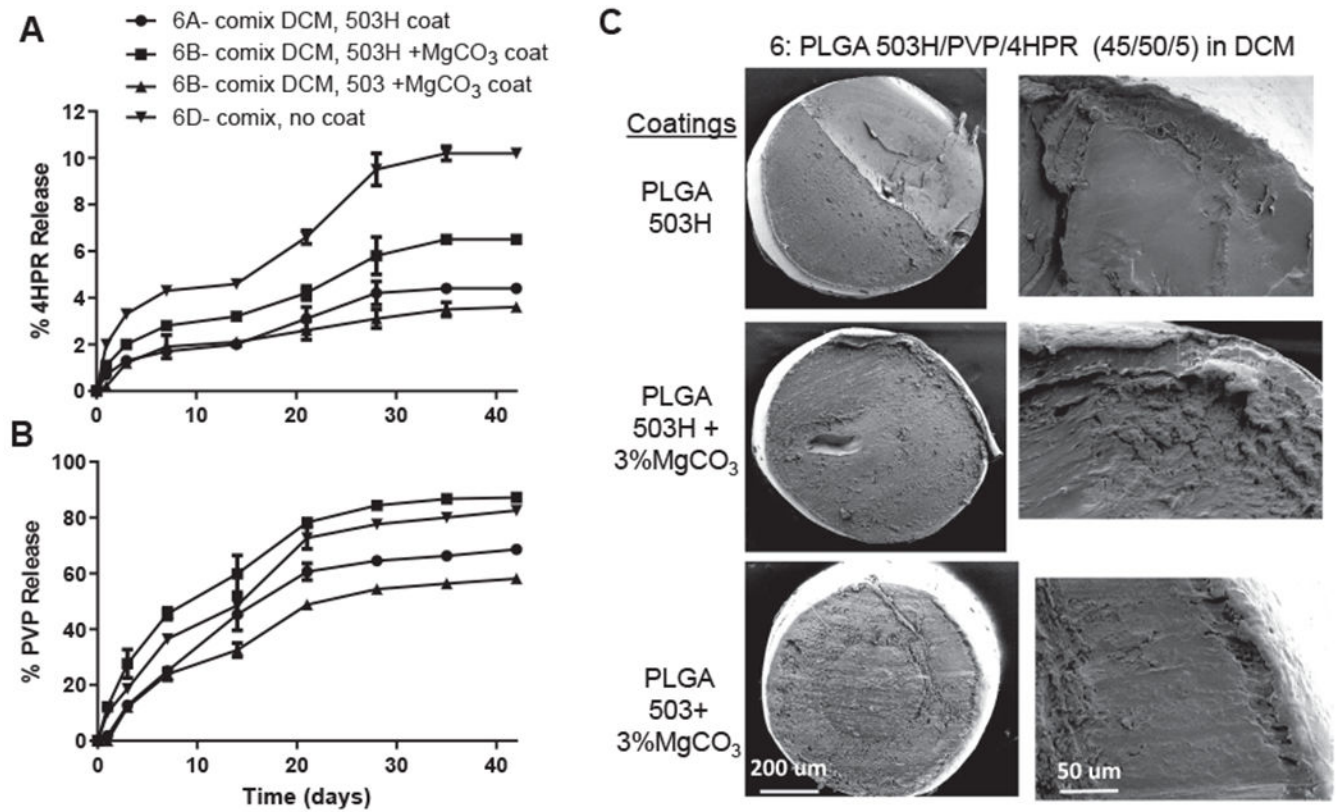 A
6A- comix DCM, 503H coat
6B- comix DCM, 503H +MgCO3 coat
6B- comix DCM, 503 +MgCO3 coat
6D- comix, no coat
% 4HPR Release
12
10
8
6
4
2
0
0 10 20 30 40
B
% PVP Release
100
80
60
40
20
0
0 10 20 30 40
Time (days)
C
6: PLGA 503H/PVP/4HPR (45/50/5) in DCM
Coatings
PLGA
503H
PLGA
503H +
3%MgCO3
PLGA
503+
3%MgCO3
200 um
50 um